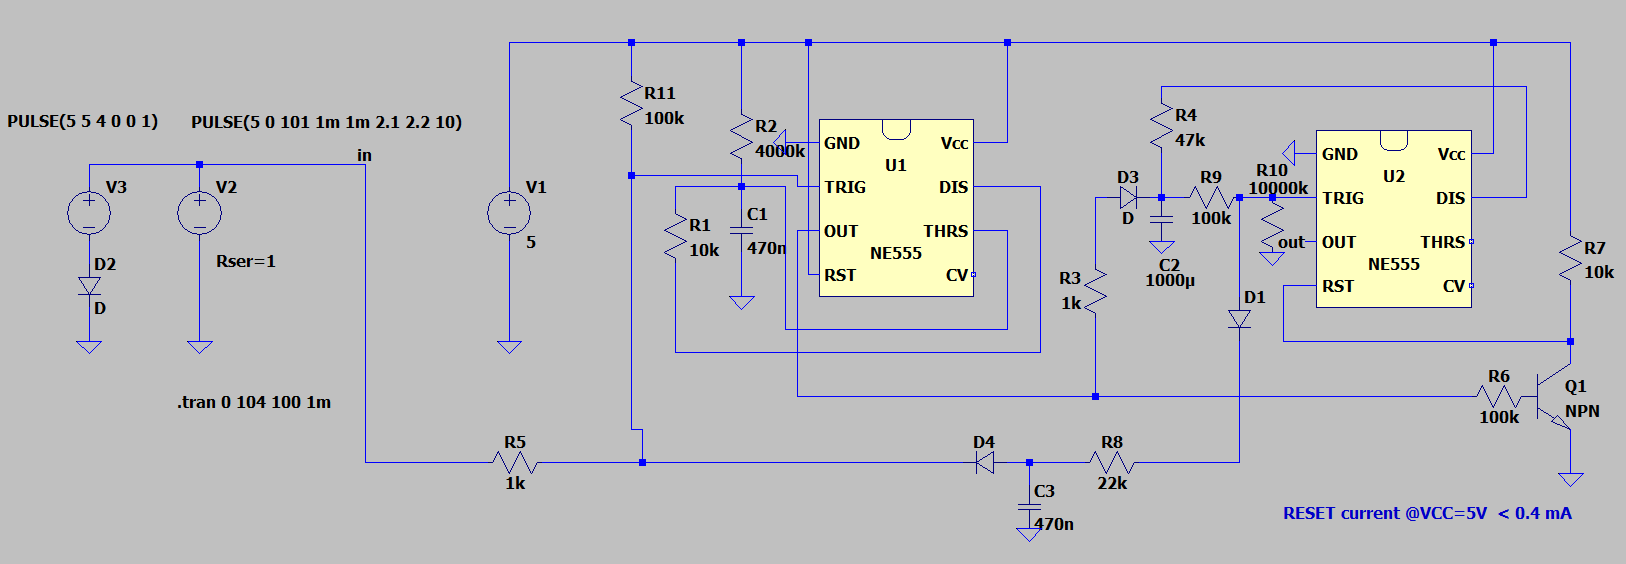 PULSE(5 5 4 0 0 1)
PULSE(5 0 101 1m 1m 2.1 2.2 10)
in
V3
V2
Rser=1
D2
D
V1
5
.tran 0 104 100 1m
R11
100k
R2
4000k
R1
10k
C1
470n
GND
TRIG
OUT
RST
VCC
DIS
THRS
CV
U1
NE555
R4
47k
D3
D
R9
100k
R10
10000k
C2
1000µ
R3
1k
D1
out
GND
TRIG
OUT
RST
VCC
DIS
THRS
CV
U2
NE555
R7
10k
R6
100k
Q1
NPN
R5
1k
D4
R8
22k
C3
470n
RESET current @VCC=5V < 0.4 mA